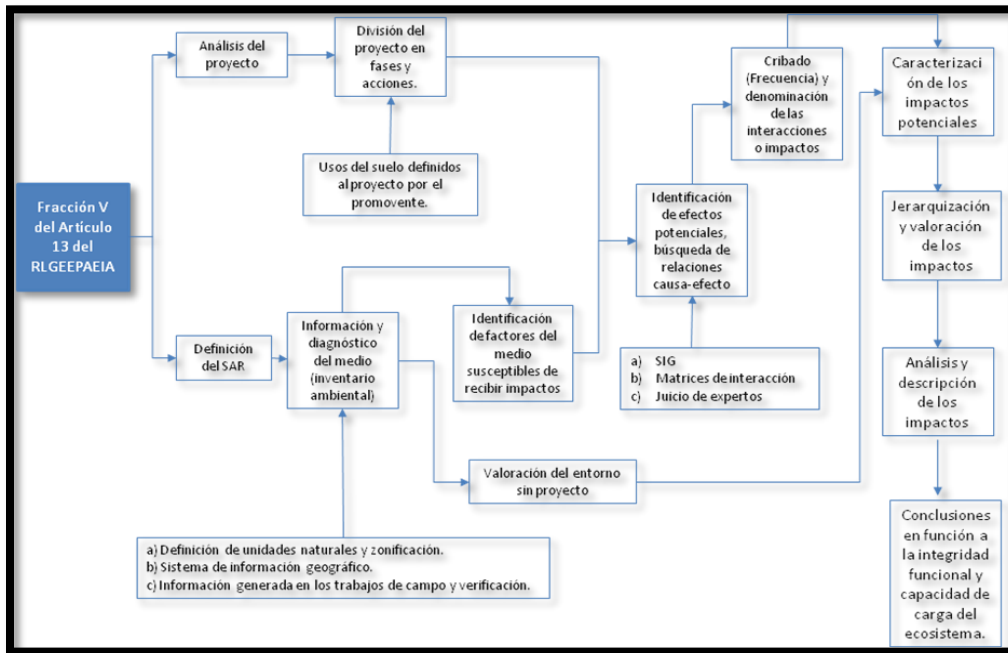 Fracción V
del Artículo
13 del
RLGEEPAEIA
Análisis del
proyecto
División del
proyecto en
fases y
acciones.
Usos del suelo definidos
al proyecto por el
promovente.
Definición
del SAR
Información y
diagnóstico
del medio
(inventario
ambiental)
Identificación
de factores del
medio
susceptibles de
recibir impactos
a) Definición de unidades naturales y zonificación.
b) Sistema de información geográfico.
c) Información generada en los trabajos de campo y verificación.
Valoración del entorno
sin proyecto
Identificación
de efectos
potenciales,
búsqueda de
relaciones
causa-efecto
a) SIG
b) Matrices de interacción
c) Juicio de expertos
Cribado
(Frecuencia) y
denominación
de las
interacciones
o impactos
Caracterizaci
ón de los
impactos
potenciales
Jerarquización
y valoración
de los
impactos
Análisis y
descripción
de los
impactos
Conclusiones
en función a
la integridad
funcional y
capacidad de
carga del
ecosistema.